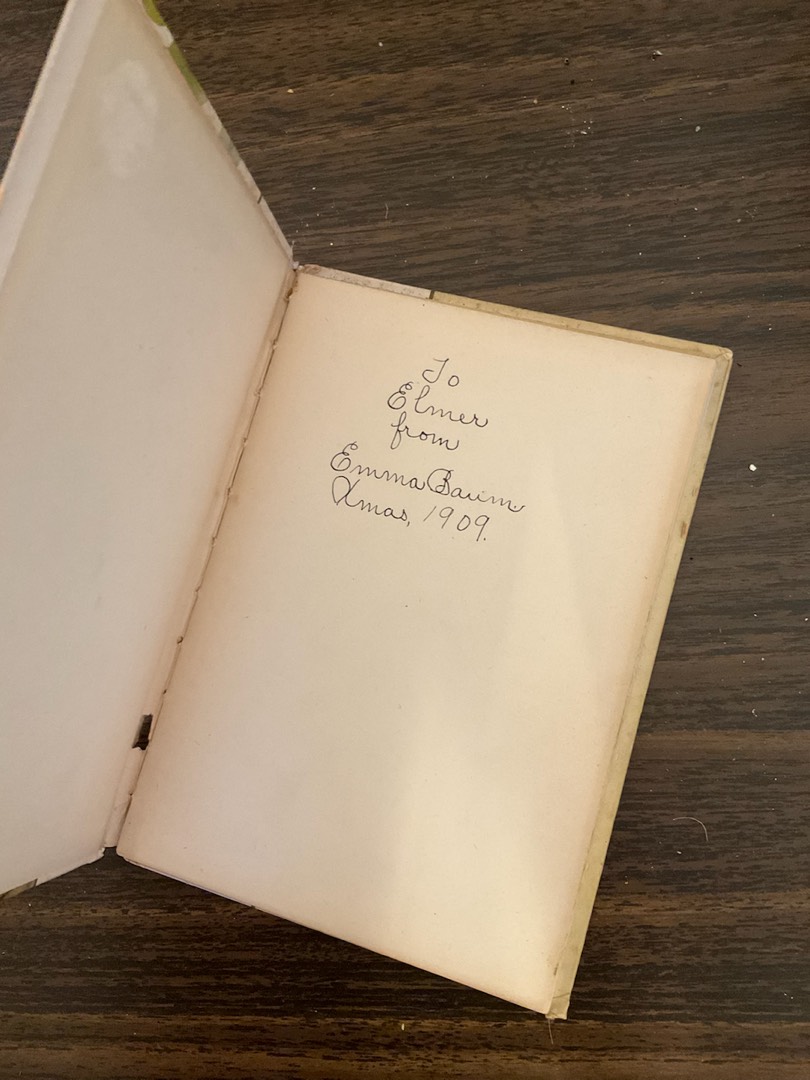 To
Elmer
from
Emma Baum.
Xmas, 1909.